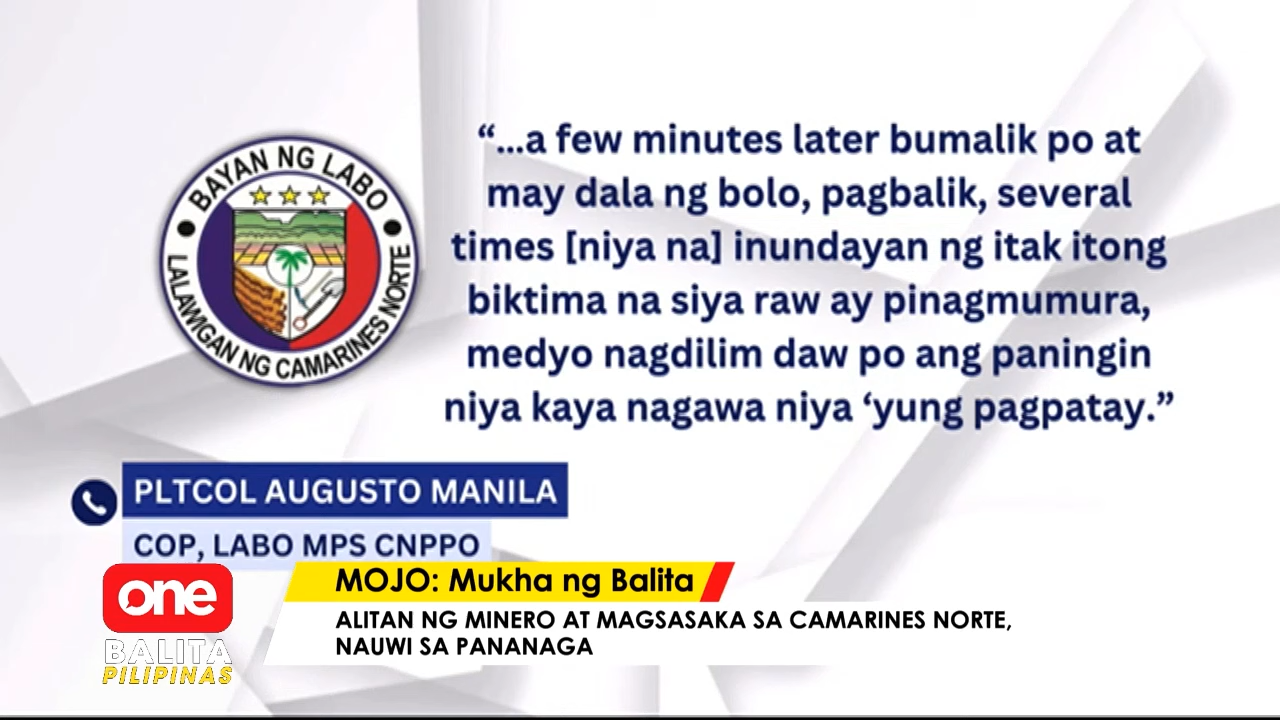 BAYAN NG LABO
LALAWIGAN NG CAMARINES NORTE
“...a few minutes later bumalik po at
may dala ng bolo, pagbalik, several
times [niya na] inundayan ng itak itong
biktima na siya raw ay pinagmumura,
medyo nagdilim daw po ang paningin
niya kaya nagawa niya ‘yung pagpatay.”
PLTCOL AUGUSTO MANILA
COP, LABO MPS CNPPO
one
BALITA
PILIPINAS
MOJO: Mukha ng Balita
ALITAN NG MINERO AT MAGSASAKA SA CAMARINES NORTE,
NAUWI SA PANANAGA